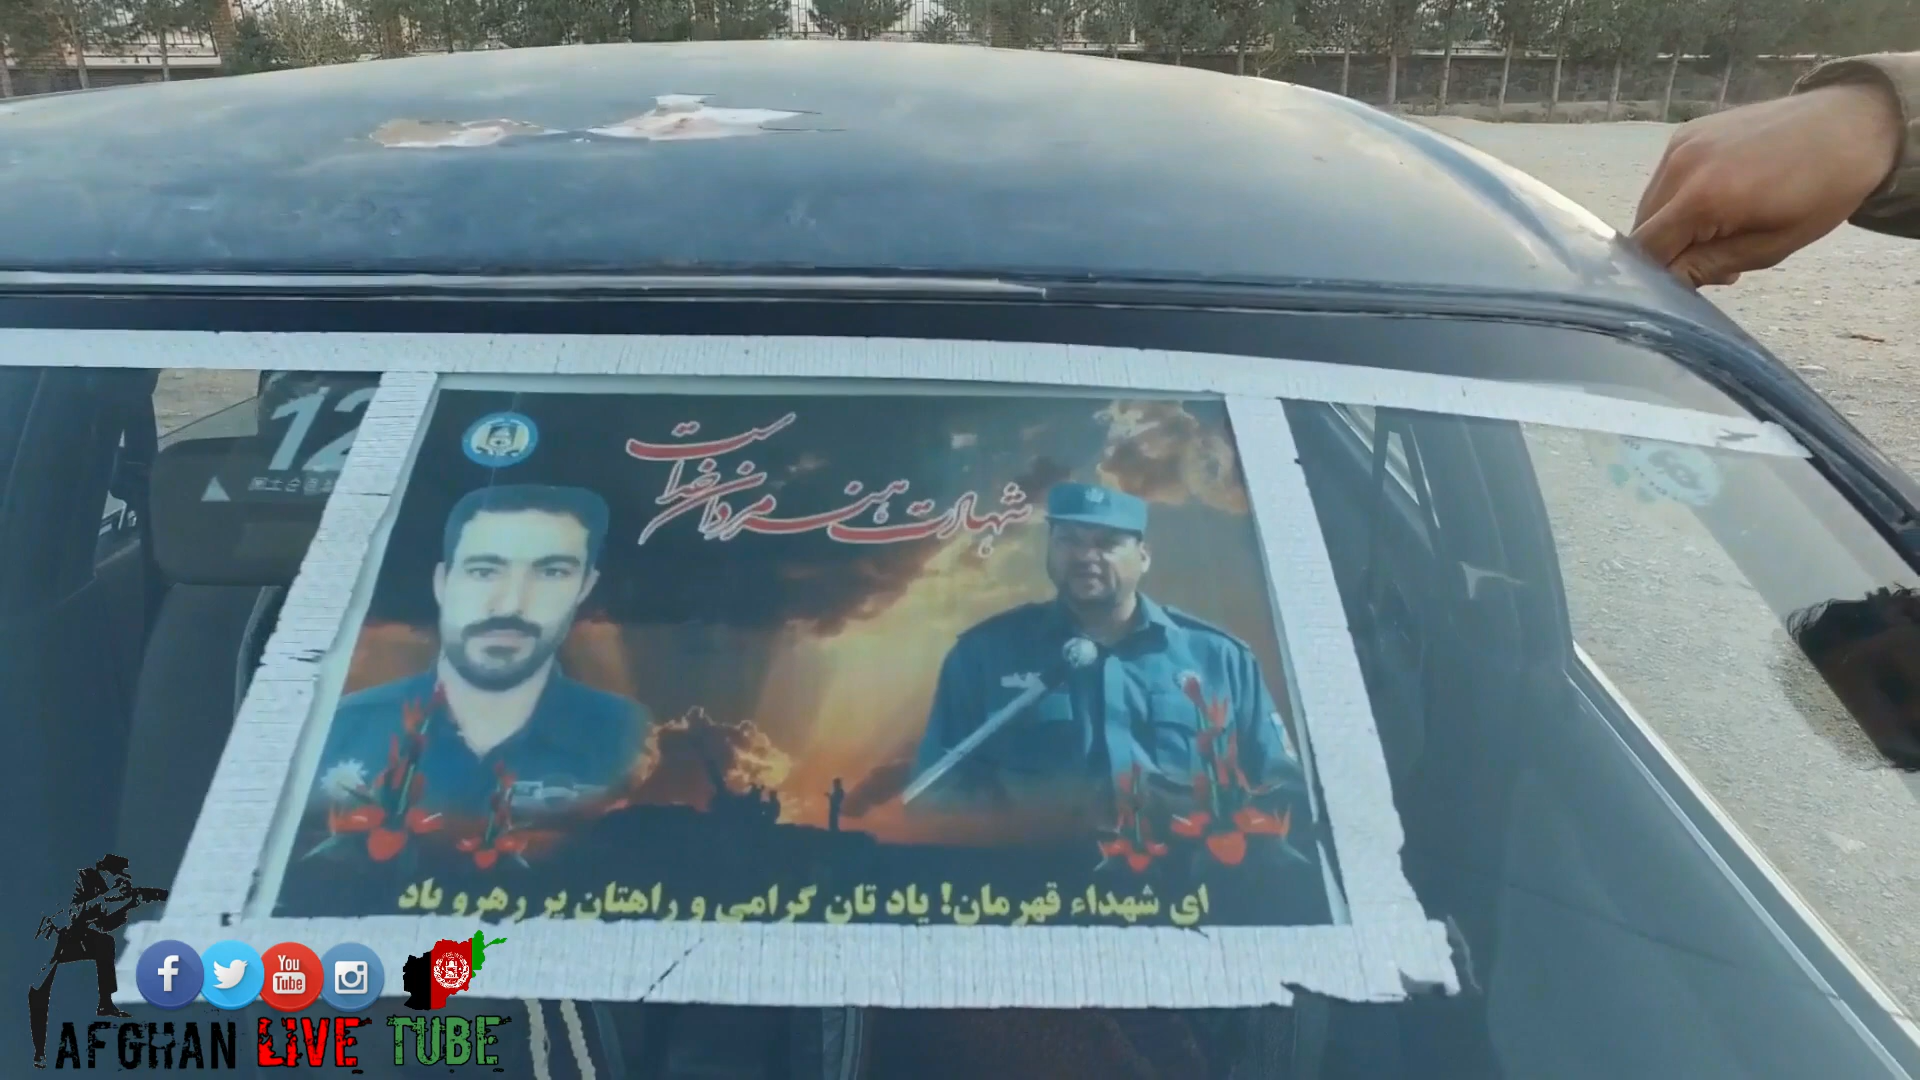 شهادت هنر مردان خداست
ای شهداء قهرمان! یاد تان گرامی و راهتان پر رهرو باد
12
You
Tube
AFGHAN LIVE TUBE